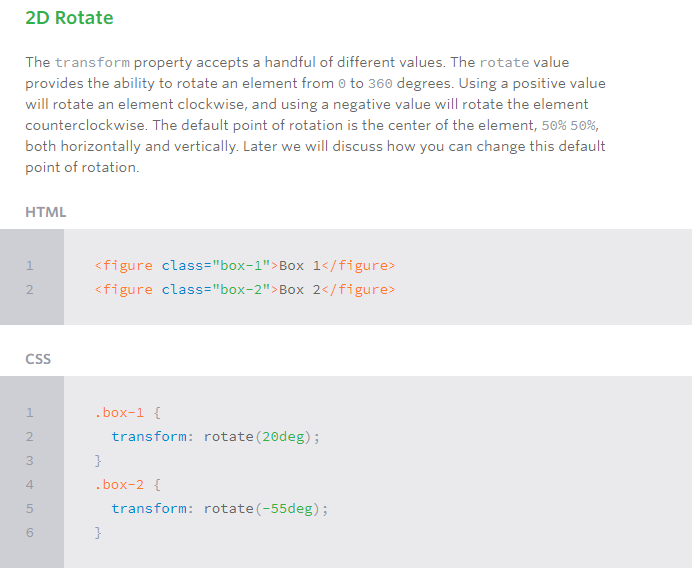 2D Rotate
The transform property accepts a handful of different values. The rotate value
provides the ability to rotate an element from 0 to 360 degrees. Using a positive value
will rotate an element clockwise, and using a negative value will rotate the element
counterclockwise. The default point of rotation is the center of the element, 50% 50%,
both horizontally and vertically. Later we will discuss how you can change this default
point of rotation.
HTML
1 <figure class="box-1">Box 1</figure>
2 <figure class="box-2">Box 2</figure>
CSS
1 .box-1 {
2   transform: rotate(20deg);
3 }
4 .box-2 {
5   transform: rotate(-55deg);
6 }